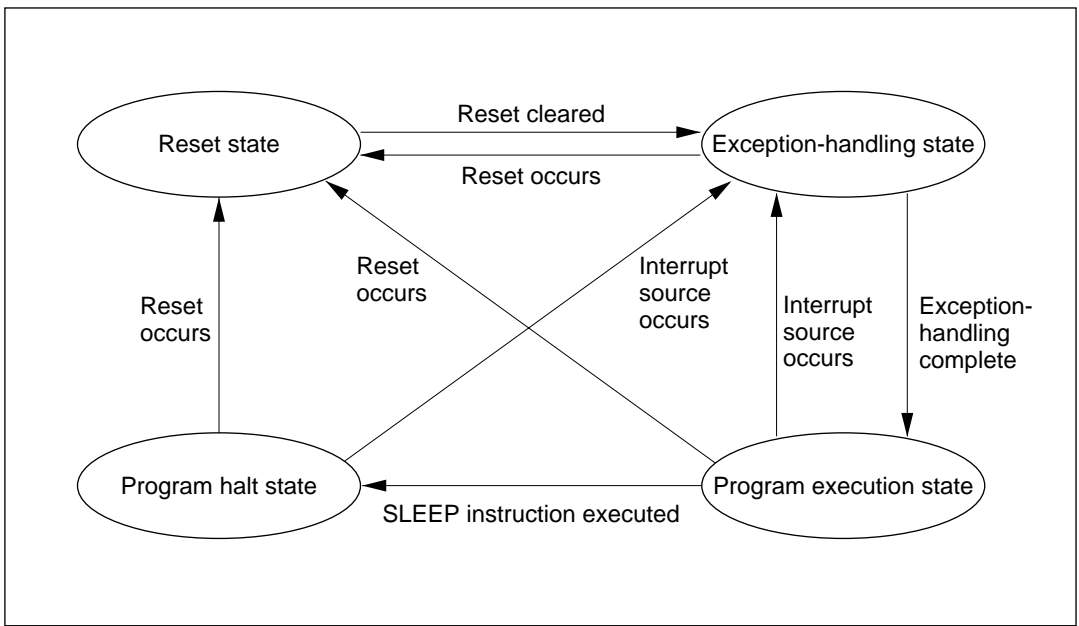 Reset cleared
Reset state
Exception-handling state
Reset occurs
Reset
occurs
Interrupt
source
occurs
Reset
occurs
Interrupt
source
occurs
Exception-
handling
complete
Program halt state
Program execution state
SLEEP instruction executed